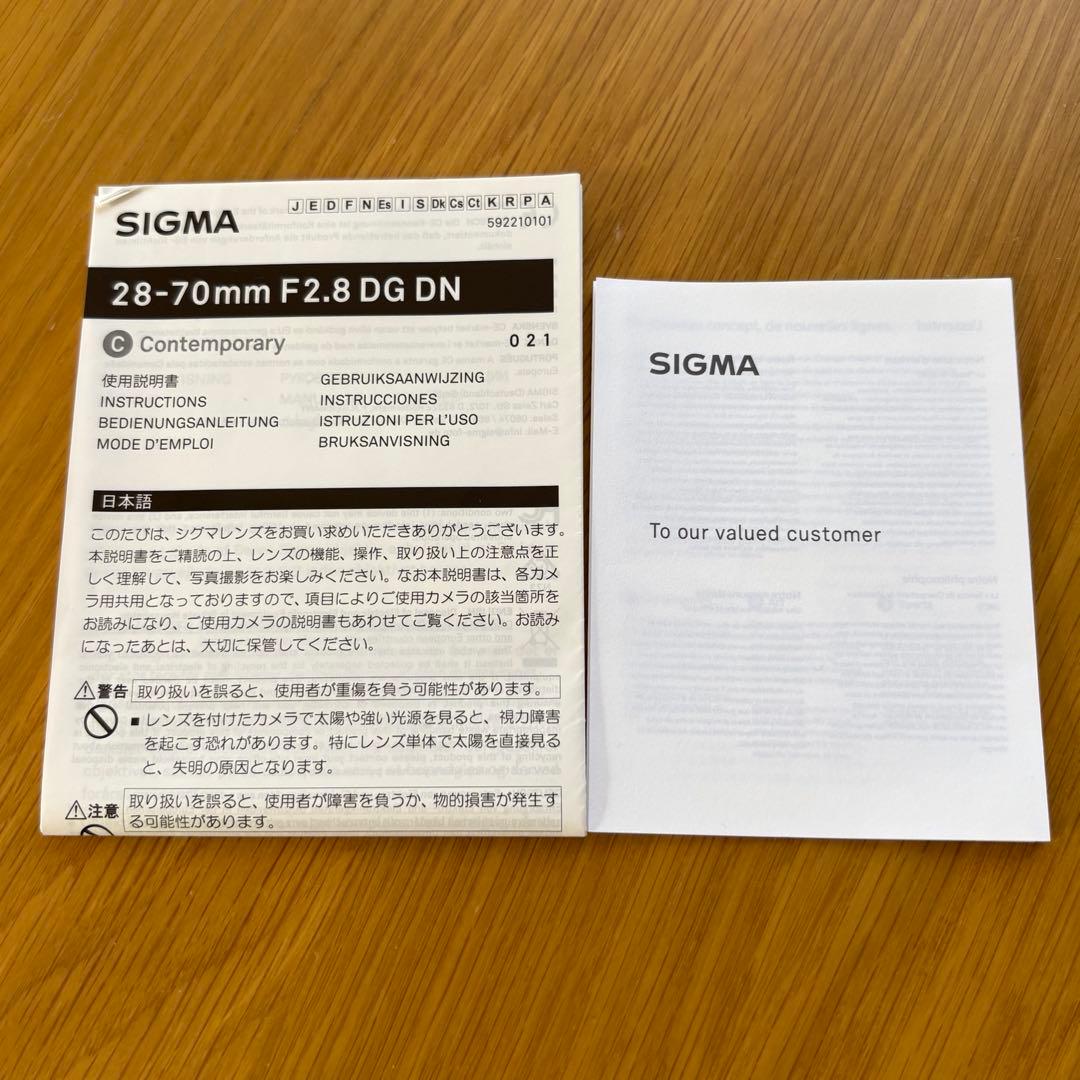 SIGMA
J E D F N Es I S Dk Cs Ct K R P A
592210101
28-70mm F2.8 DG DN
C Contemporary
021
使用説明書
INSTRUCTIONS
BEDIENUNGSANLEITUNG
MODE D'EMPLOI
GEBRUIKSAANWIJZING
INSTRUCCIONES
ISTRUZIONI PER L'USO
BRUKSANVISNING
日本語
このたびは、シグマレンズをお買い求めいただきありがとうございます。
本説明書をご精読の上、レンズの機能、操作、取り扱い上の注意点を正
しく理解して、写真撮影をお楽しみください。なお本説明書は、各カメ
ラ用共用となっておりますので、項目によりご使用カメラの該当箇所を
お読みになり、ご使用カメラの説明書もあわせてご覧ください。お読み
になったあとは、大切に保管してください。
警告 取り扱いを誤ると、使用者が重傷を負う可能性があります。
■レンズを付けたカメラで太陽や強い光源を見ると、視力障害
を起こす恐れがあります。特にレンズ単体で太陽を直接見る
と、失明の原因となります。
注意 取り扱いを誤ると、使用者が障害を負うか、物的損害が発生す
る可能性があります。
SIGMA
To our valued customer